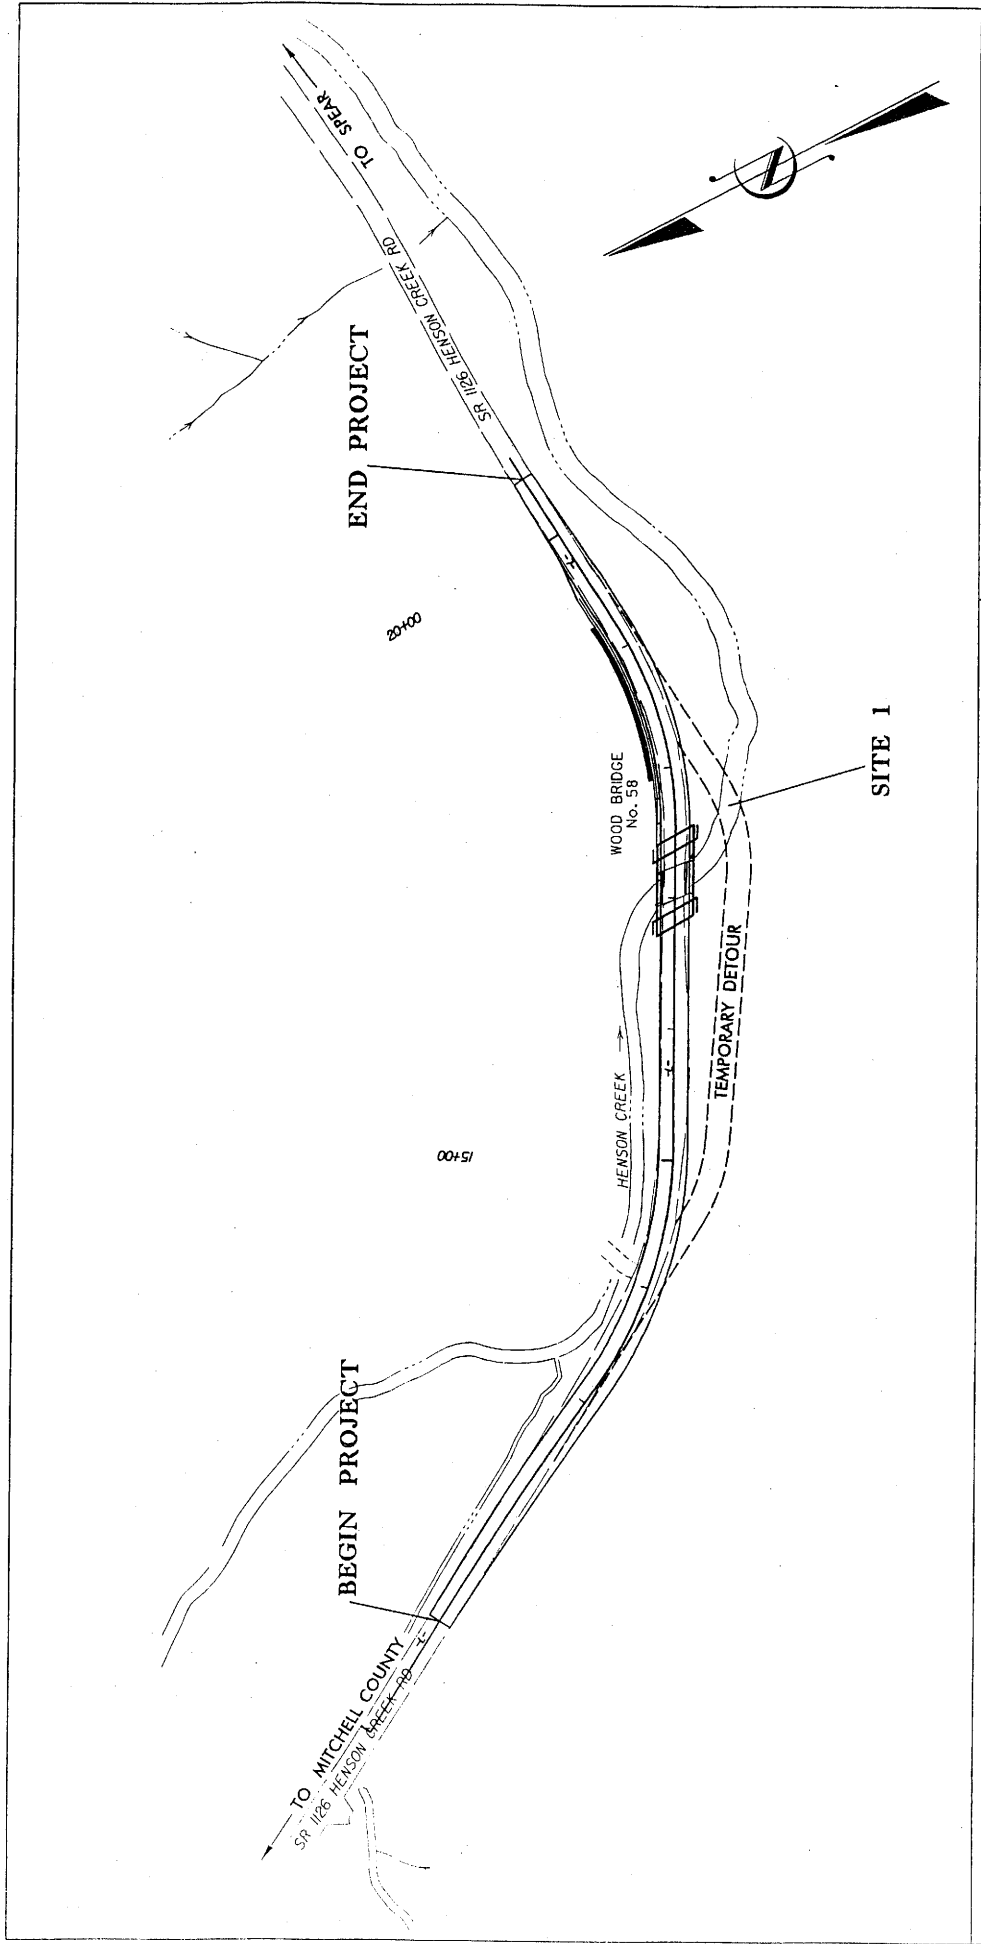 TO SPEAR
SR 1126 HENSON CREEK RD
N
END PROJECT
20+00
WOOD BRIDGE
No. 58
SITE 1
TEMPORARY DETOUR
HENSON CREEK
15+00
BEGIN PROJECT
-L-
-L-
-L-
TO MITCHELL COUNTY
SR 1126 HENSON CREEK RD